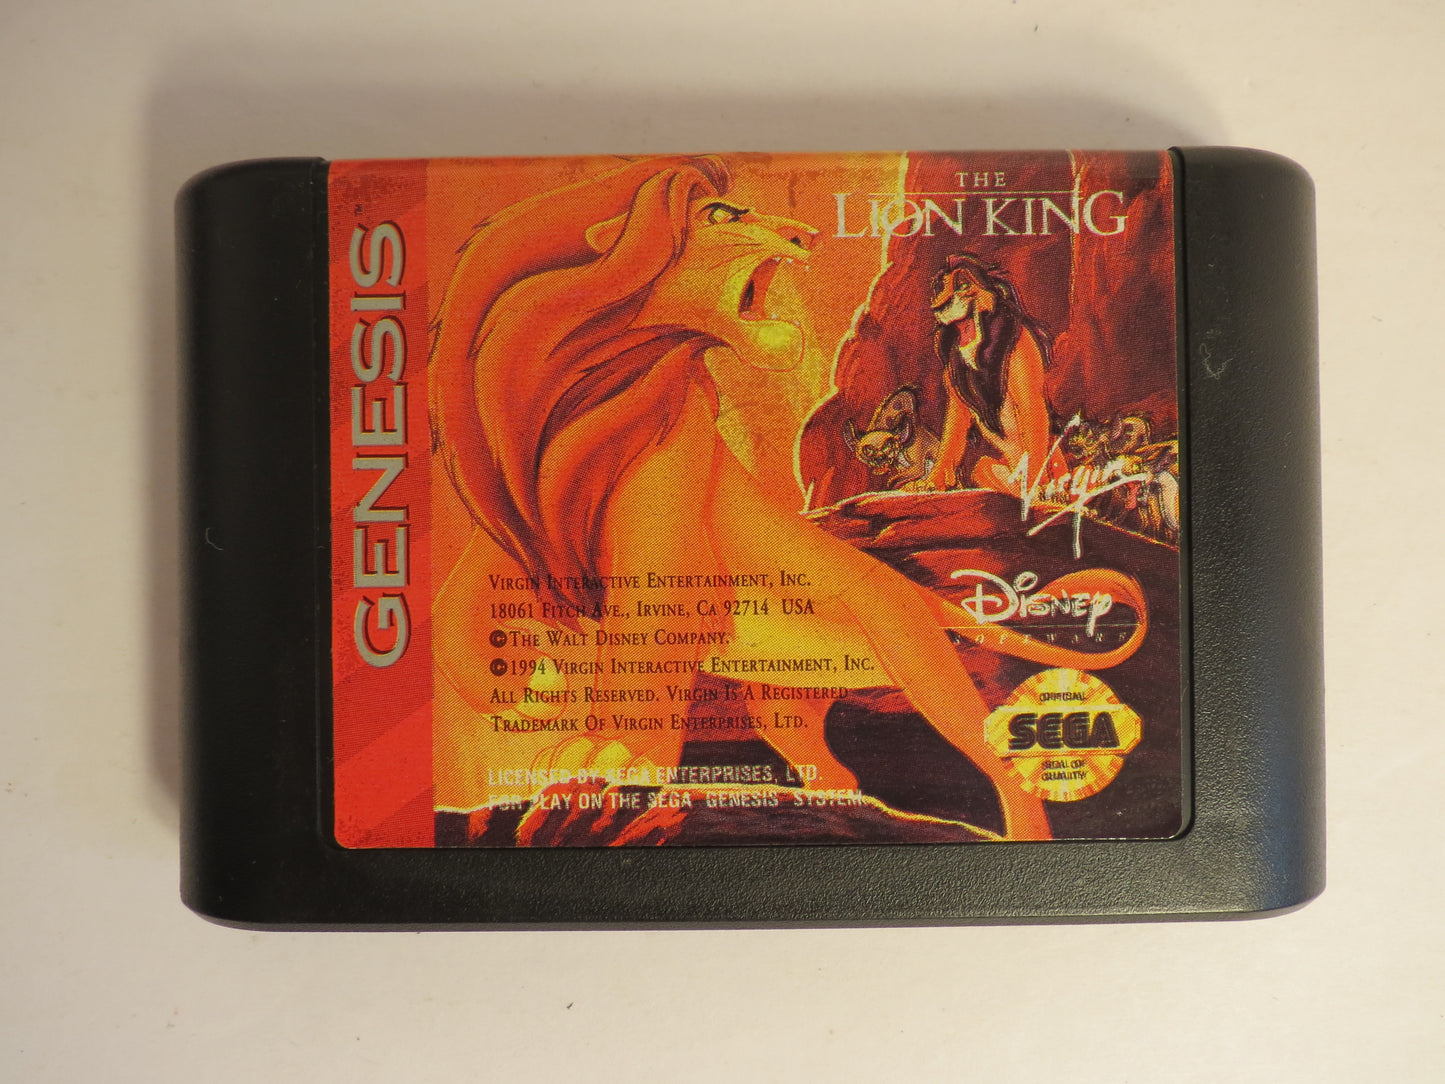 GENESIS™
THE
LION KING
Virgin
VIRGIN INTERACTIVE ENTERTAINMENT, INC.
18061 FITCH AVE., IRVINE, CA 92714 USA
©THE WALT DISNEY COMPANY.
©1994 VIRGIN INTERACTIVE ENTERTAINMENT, INC.
ALL RIGHTS RESERVED. VIRGIN IS A REGISTERED
TRADEMARK OF VIRGIN ENTERPRISES, LTD.
LICENSED BY SEGA ENTERPRISES, LTD.
FOR PLAY ON THE SEGA GENESIS SYSTEM.
DISNEY
SOFTWARE
OFFICIAL
SEGA
SEAL OF
QUALITY